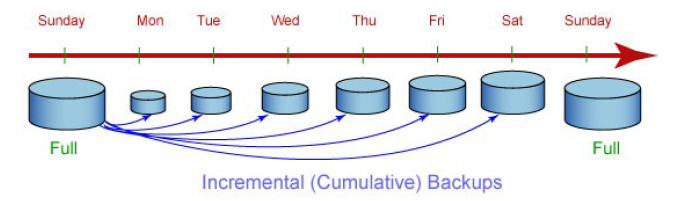 Sunday Mon Tue Wed Thu Fri Sat Sunday
Full Full
Incremental (Cumulative) Backups